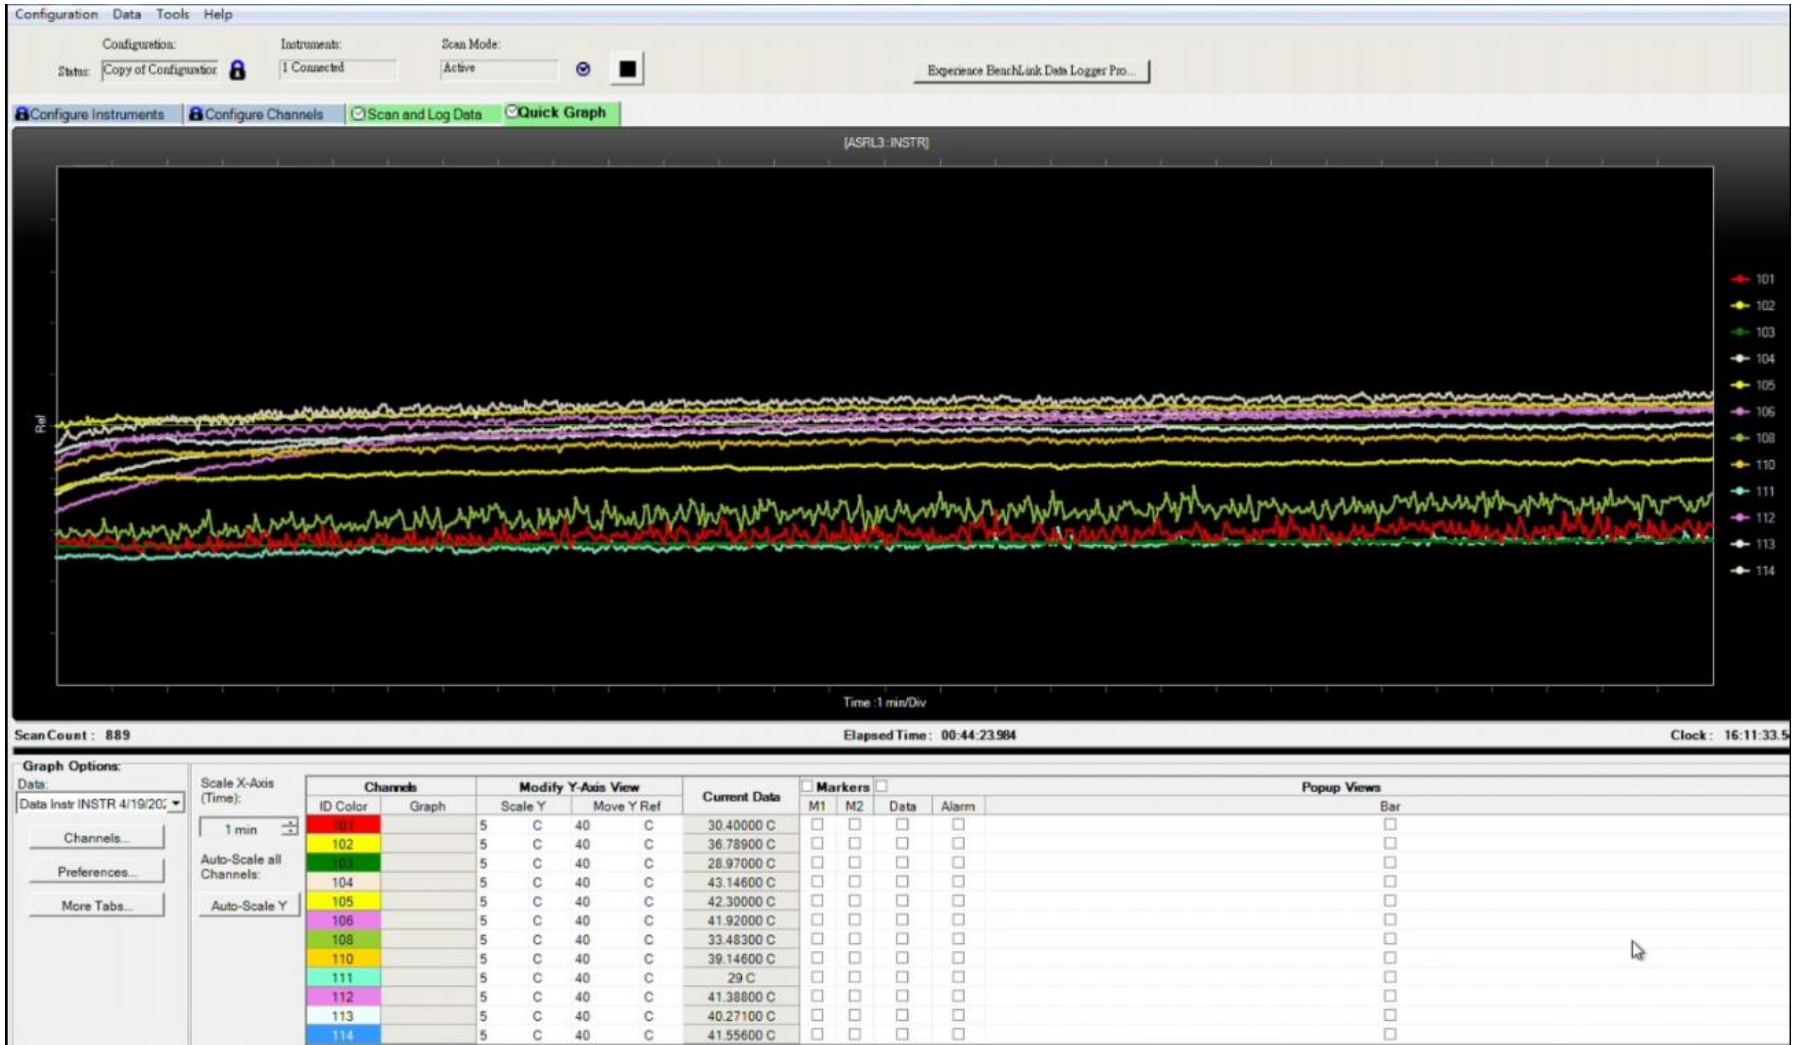 Configuration Data Tools Help
Configuration: Instruments: Scan Mode:
Status: Copy of Configuration 1 Connected Active Experience BenchLink Data Logger Pro...
Configure Instruments Configure Channels Scan and Log Data Quick Graph
[ASRL3::INSTR]
101
102
103
104
105
106
108
110
111
112
113
114
Ref
Time :1 min/Div
Scan Count : 889 Elapsed Time : 00:44:23.984 Clock : 16:11:33.5
Graph Options:
Data:
Data Instr INSTR 4/19/202
Channels...
Preferences...
More Tabs...
Scale X-Axis
(Time):
1 min
Auto-Scale all
Channels:
Auto-Scale Y
Channels Modify Y-Axis View Current Data Markers Popup Views
ID Color Graph Scale Y Move Y Ref M1 M2 Data Alarm Bar
101 5 C 40 C 30.40000 C
102 5 C 40 C 36.78900 C
103 5 C 40 C 28.97000 C
104 5 C 40 C 43.14600 C
105 5 C 40 C 42.30000 C
106 5 C 40 C 41.92000 C
108 5 C 40 C 33.48300 C
110 5 C 40 C 39.14600 C
111 5 C 40 C 29 C
112 5 C 40 C 41.38800 C
113 5 C 40 C 40.27100 C
114 5 C 40 C 41.55600 C